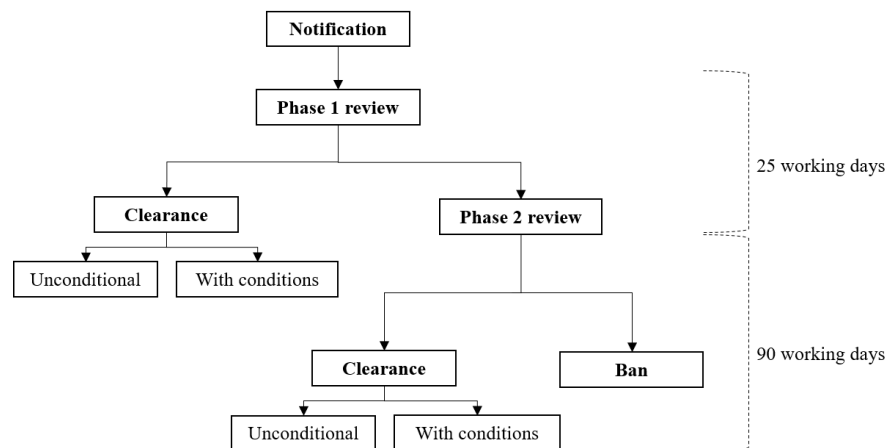 Notification
Phase 1 review
25 working days
Clearance
Phase 2 review
Unconditional
With conditions
90 working days
Clearance
Ban
Unconditional
With conditions